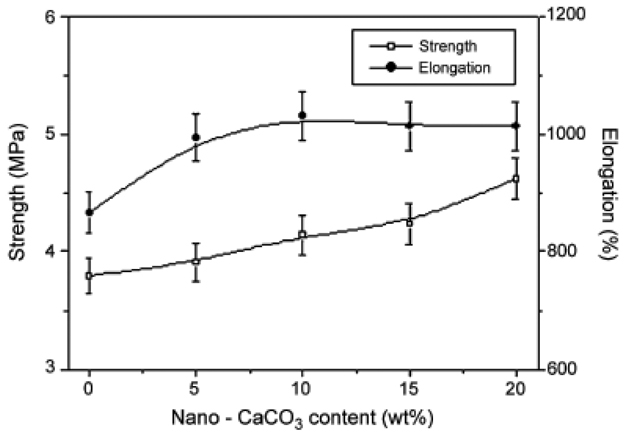 6
5
4
3
Strength (MPa)
1200
1000
800
600
Elongation (%)
Strength
Elongation
0 5 10 15 20
Nano - CaCO₃ content (wt%)